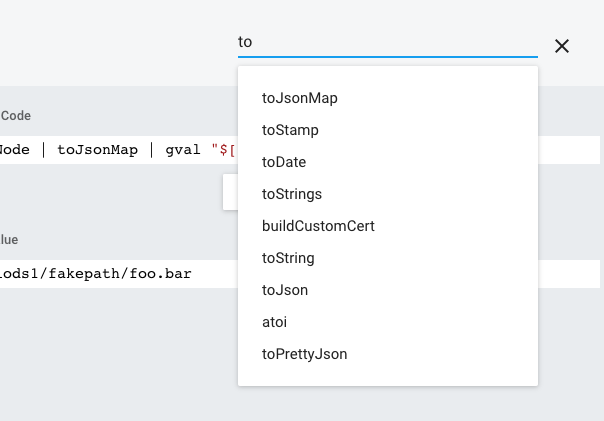 to
Code
Node | toJsonMap | gval "$[
toJsonMap
toStamp
toDate
toStrings
buildCustomCert
toString
toJson
atoi
toPrettyJson
lue
ods1/fakepath/foo.bar